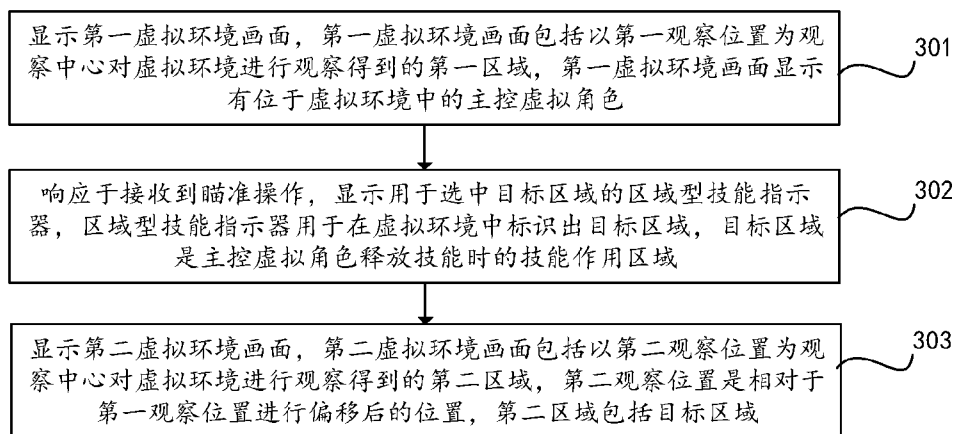 显示第一虚拟环境画面，第一虚拟环境画面包括以第一观察位置为观
察中心对虚拟环境进行观察得到的第一区域，第一虚拟环境画面显示
有位于虚拟环境中的主控虚拟角色
301
响应于接收到瞄准操作，显示用于选中目标区域的区域型技能指示
器，区域型技能指示器用于在虚拟环境中标识出目标区域，目标区域
是主控虚拟角色释放技能时的技能作用区域
302
显示第二虚拟环境画面，第二虚拟环境画面包括以第二观察位置为观
察中心对虚拟环境进行观察得到的第二区域，第二观察位置是相对于
第一观察位置进行偏移后的位置，第二区域包括目标区域
303